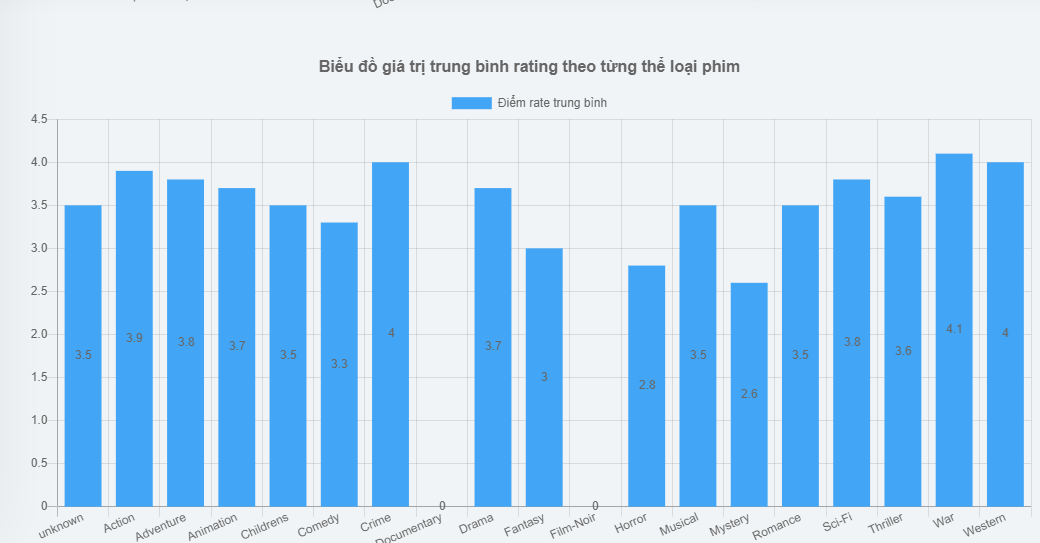 Doc
Biểu đồ giá trị trung bình rating theo từng thể loại phim
Điểm rate trung bình
4.5
4.0
3.5
3.0
2.5
2.0
1.5
1.0
0.5
0
3.5
3.9
3.8
3.7
3.5
3.3
4
0
3.7
3
0
2.8
3.5
2.6
3.5
3.8
3.6
4.1
4
unknown
Action
Adventure
Animation
Childrens
Comedy
Crime
Documentary
Drama
Fantasy
Film-Noir
Horror
Musical
Mystery
Romance
Sci-Fi
Thriller
War
Western